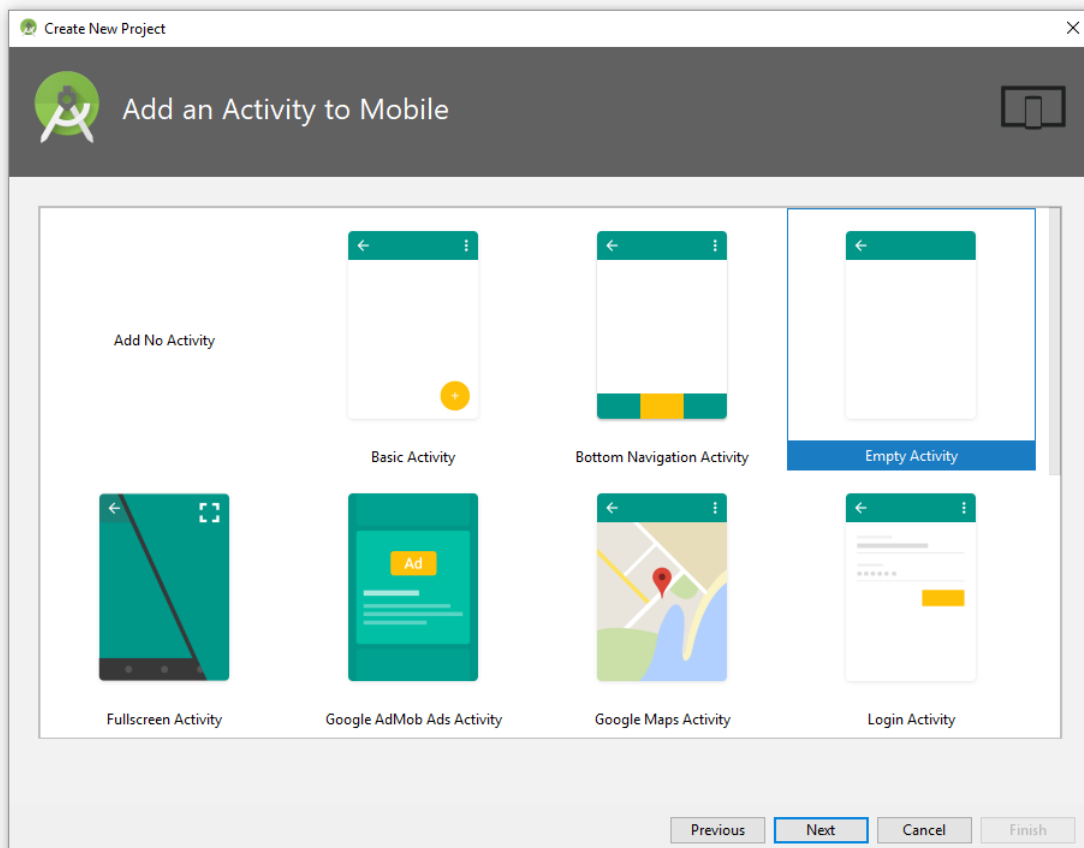 Create New Project
Add an Activity to Mobile
Add No Activity
Basic Activity
Bottom Navigation Activity
Empty Activity
Ad
Fullscreen Activity
Google AdMob Ads Activity
Google Maps Activity
Login Activity
Previous
Next
Cancel
Finish